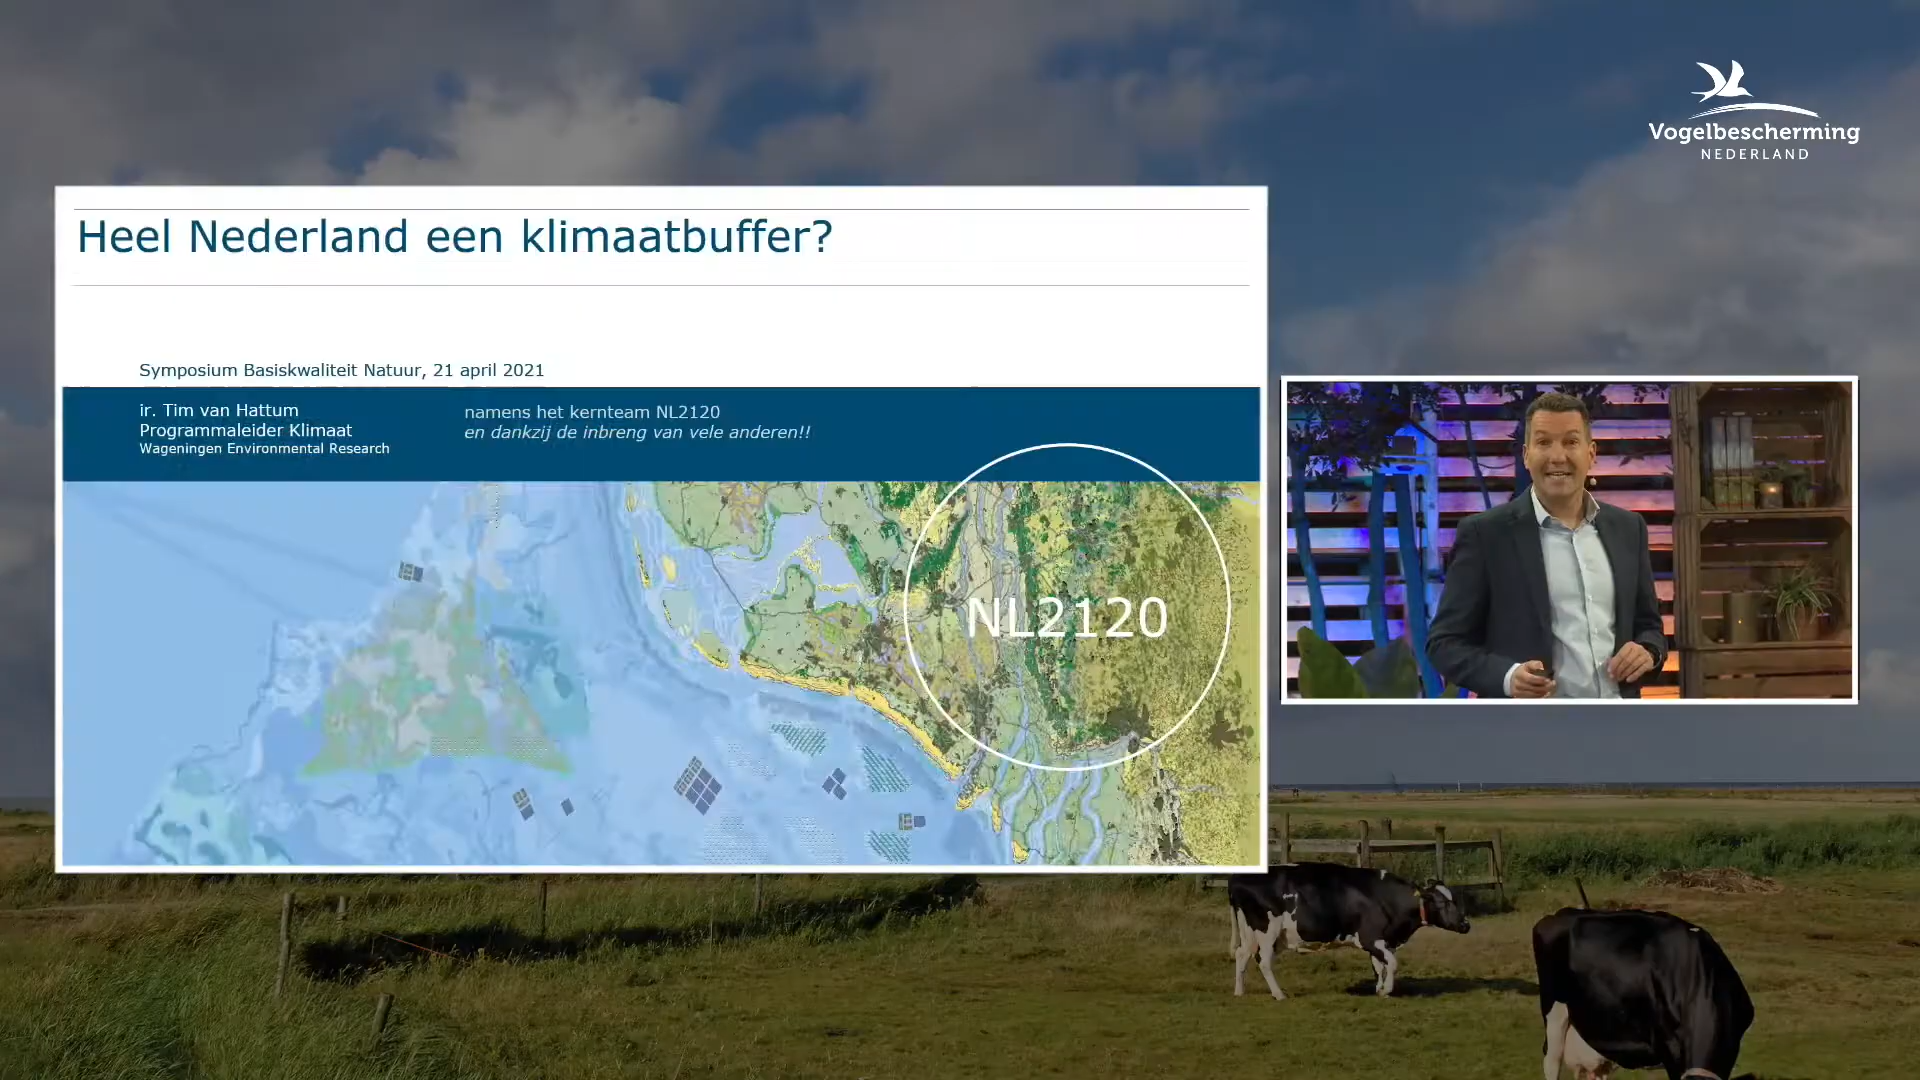 Vogelbescherming
NEDERLAND
Heel Nederland een klimaatbuffer?
Symposium Basiskwaliteit Natuur, 21 april 2021
ir. Tim van Hattum
Programmaleider Klimaat
Wageningen Environmental Research
namens het kernteam NL2120
en dankzij de inbreng van vele anderen!!
NL2120